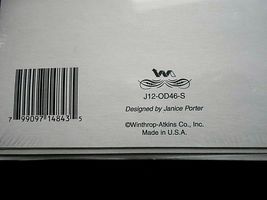 J12-OD46-S
Designed by Janice Porter
©Winthrop-Atkins Co., Inc.
Made in U.S.A.
7 99097 14843 5